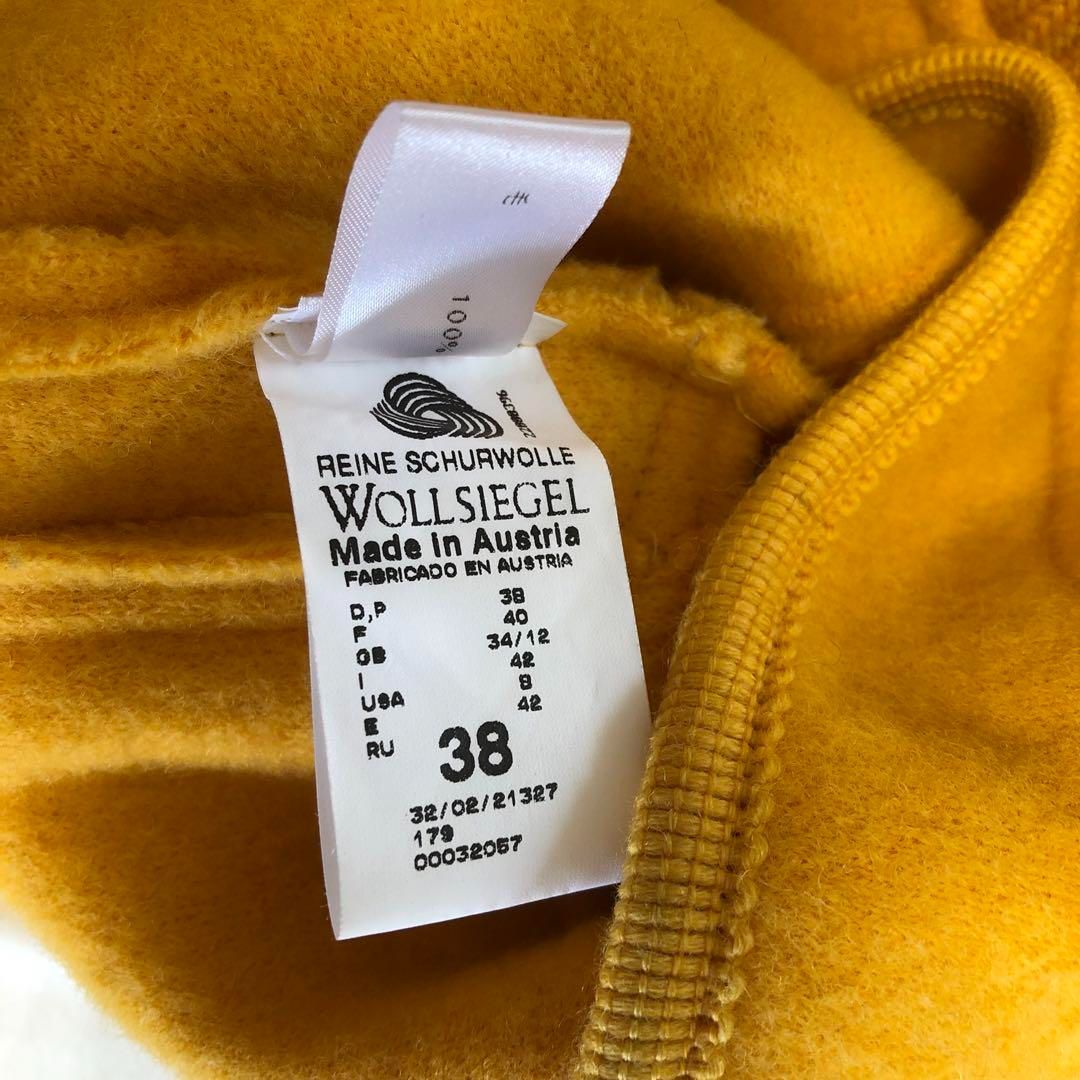 100%
REINE SCHURWOLLE
WOLLSIEGEL
Made in Austria
FABRICADO EN AUSTRIA
D,P 38
F 40
GB 34/12
I 42
USA 8
E 42
RU
38
32/02/21327
179
00032057